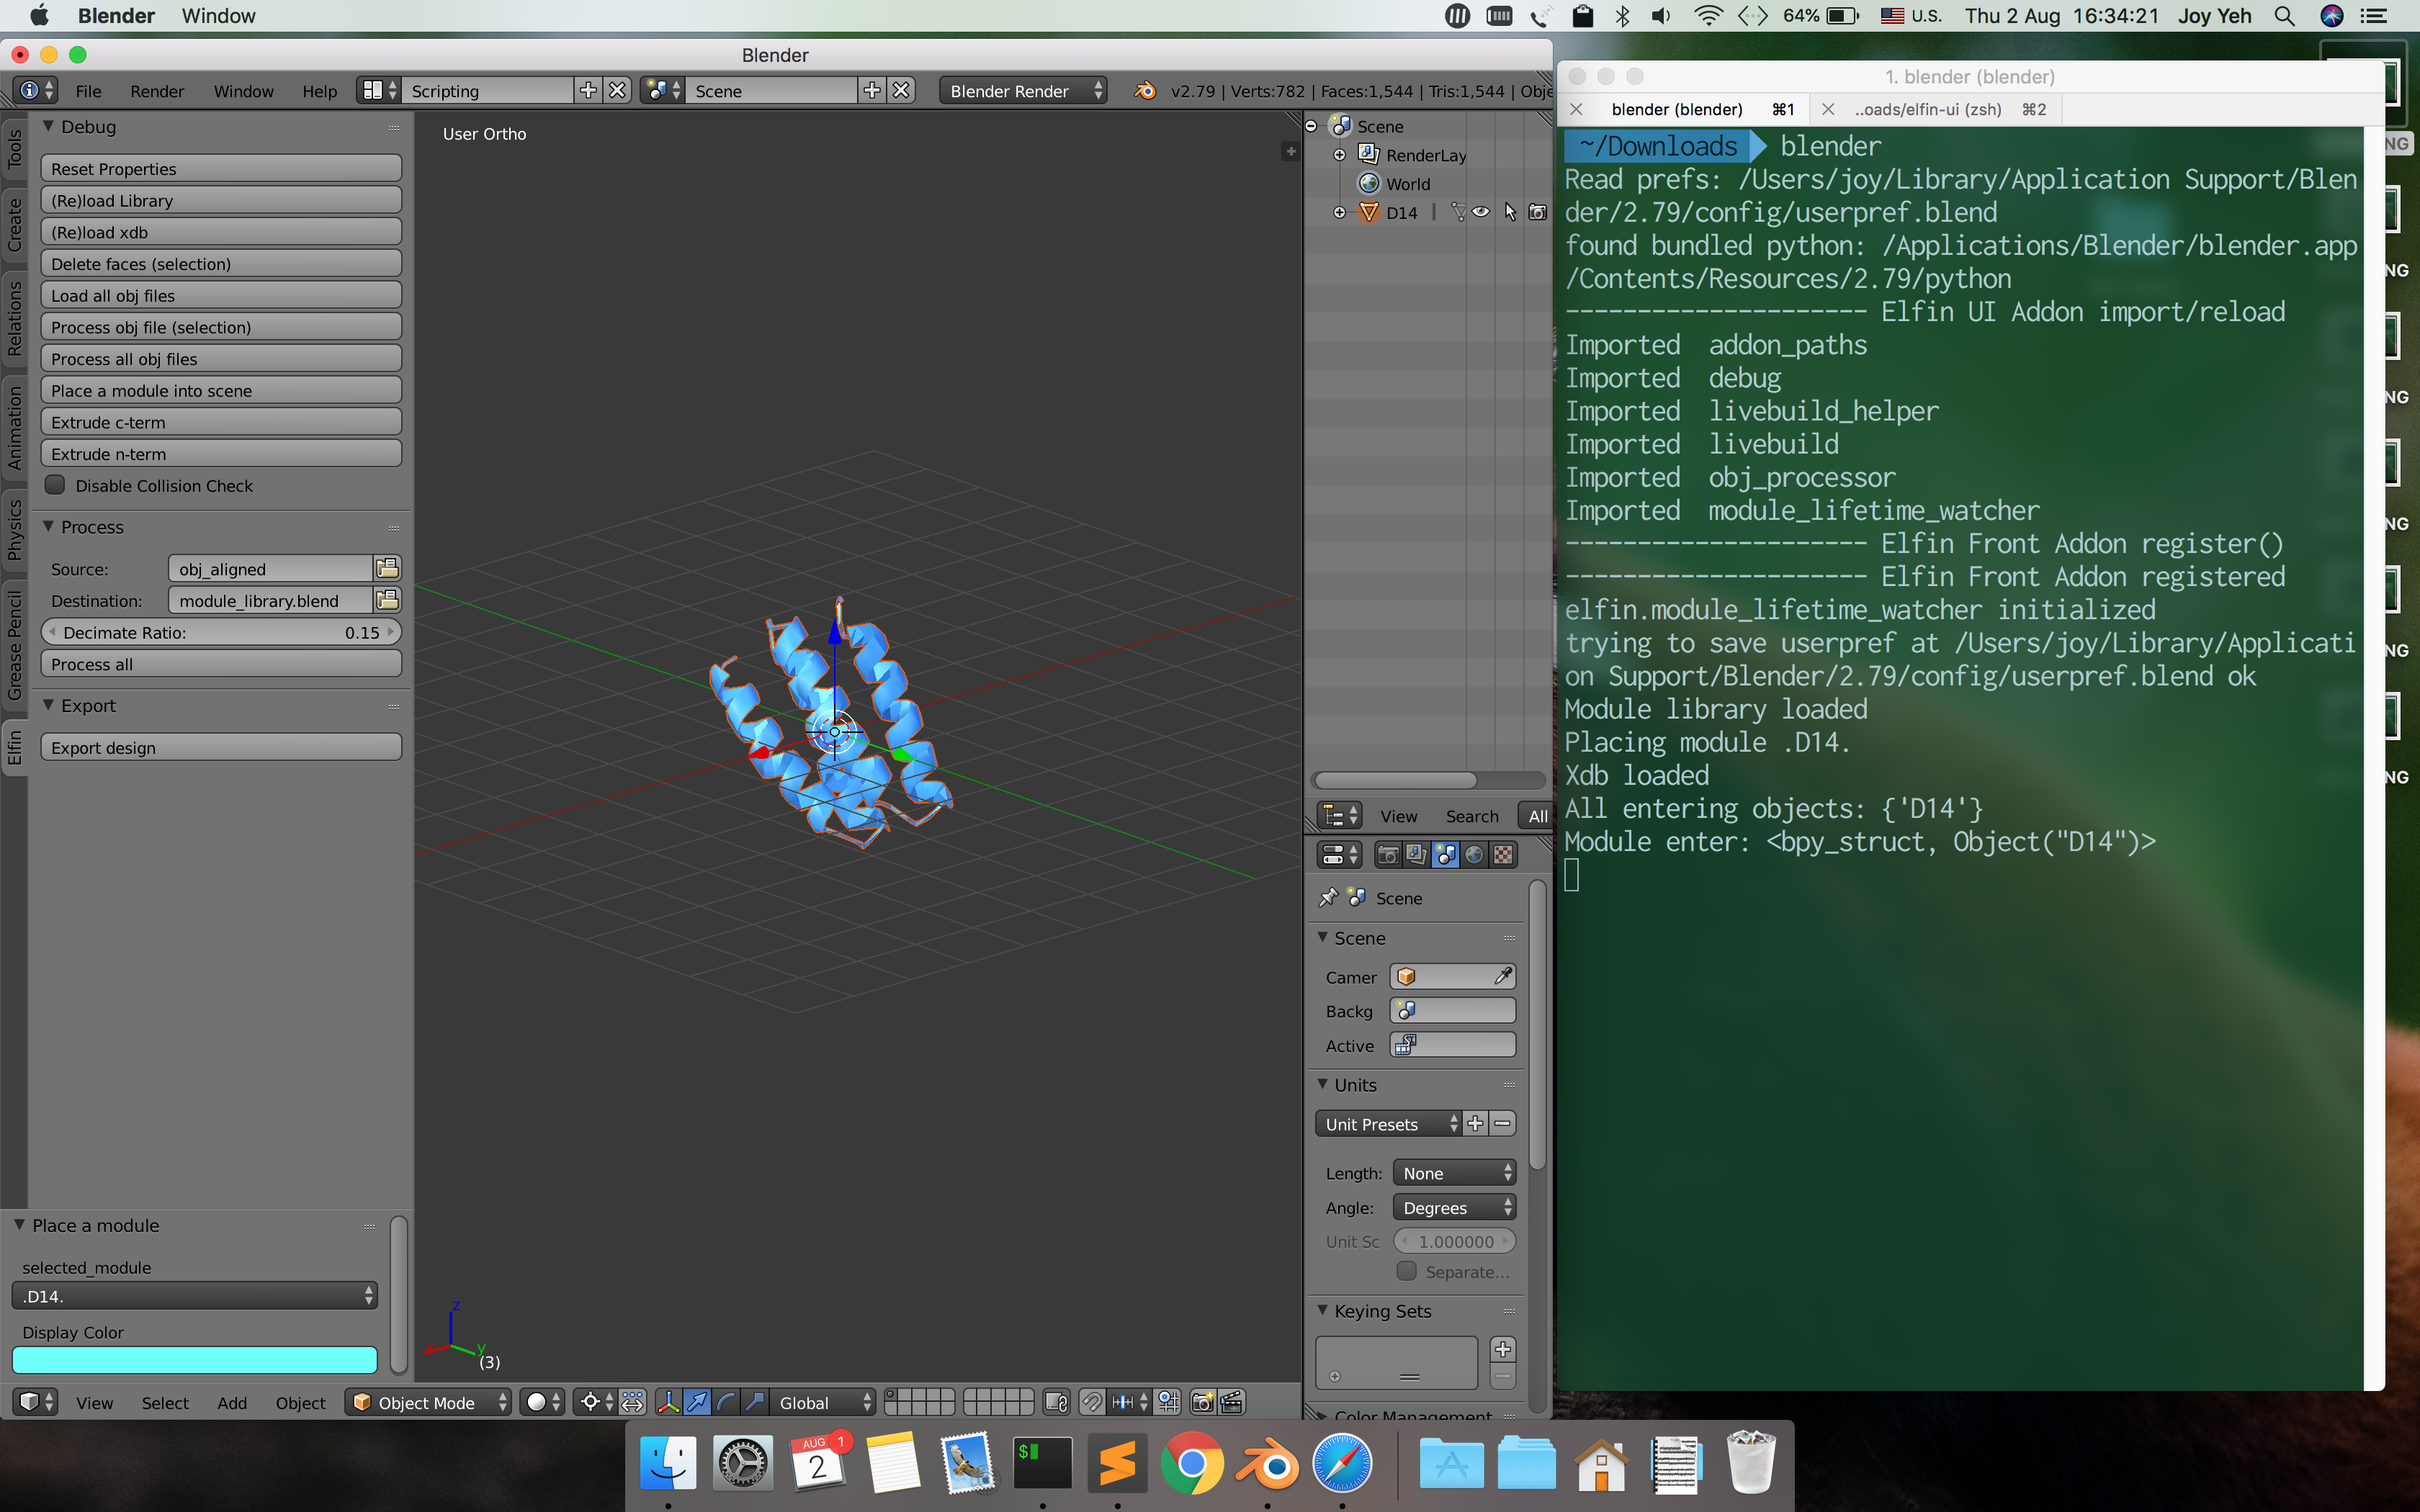 Blender Window 64% U.S. Thu 2 Aug 16:34:21 Joy Yeh
Blender
File Render Window Help Scripting Scene Blender Render v2.79 | Verts:782 | Faces:1,544 | Tris:1,544 | Obje
Tools
Create
Relations
Animation
Physics
Grease Pencil
Elfin
Debug
Reset Properties
(Re)load Library
(Re)load xdb
Delete faces (selection)
Load all obj files
Process obj file (selection)
Process all obj files
Place a module into scene
Extrude c-term
Extrude n-term
Disable Collision Check
Process
Source: obj_aligned
Destination: module_library.blend
Decimate Ratio: 0.15
Process all
Export
Export design
Place a module
selected_module
.D14.
Display Color
User Ortho
z
x y
(3)
View Select Add Object Object Mode Global
Scene
RenderLay
World
D14 |
View Search All
Scene
Scene
Camer
Backg
Active
Units
Unit Presets
Length: None
Angle: Degrees
Unit Sc 1.000000
Separate...
Keying Sets
Color Management
1. blender (blender)
blender (blender) ⌘1 ..oads/elfin-ui (zsh) ⌘2
~/Downloads blender
Read prefs: /Users/joy/Library/Application Support/Blen
der/2.79/config/userpref.blend
found bundled python: /Applications/Blender/blender.app
/Contents/Resources/2.79/python
--------------------- Elfin UI Addon import/reload
Imported addon_paths
Imported debug
Imported livebuild_helper
Imported livebuild
Imported obj_processor
Imported module_lifetime_watcher
--------------------- Elfin Front Addon register()
--------------------- Elfin Front Addon registered
elfin.module_lifetime_watcher initialized
trying to save userpref at /Users/joy/Library/Applicati
on Support/Blender/2.79/config/userpref.blend ok
Module library loaded
Placing module .D14.
Xdb loaded
All entering objects: {'D14'}
Module enter: <bpy_struct, Object("D14")>
NG
NG
NG
NG
NG
NG
AUG 1
2
$